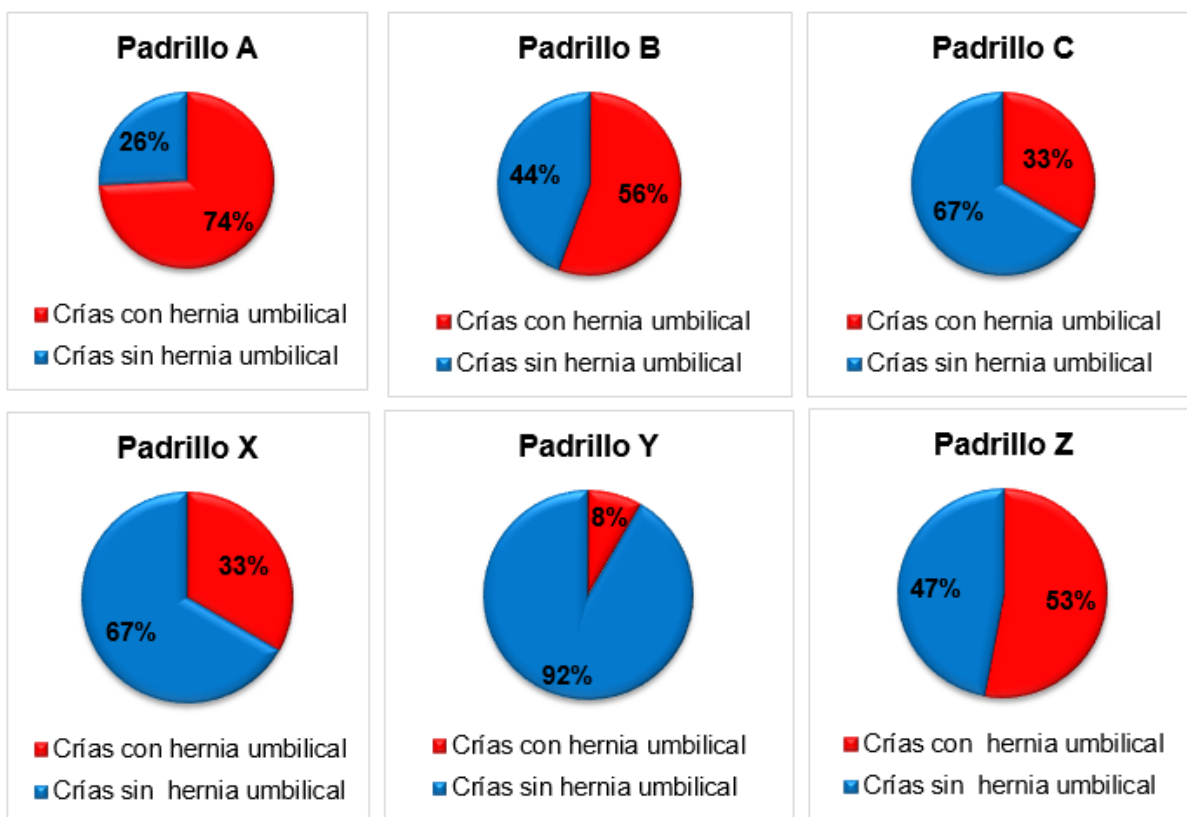 Padrillo A
26%
74%
Crías con hernia umbilical
Crías sin hernia umbilical
Padrillo B
44%
56%
Crías con hernia umbilical
Crías sin hernia umbilical
Padrillo C
33%
67%
Crías con hernia umbilical
Crías sin hernia umbilical
Padrillo X
33%
67%
Crías con hernia umbilical
Crías sin hernia umbilical
Padrillo Y
8%
92%
Crías con hernia umbilical
Crías sin hernia umbilical
Padrillo Z
47%
53%
Crías con hernia umbilical
Crías sin hernia umbilical